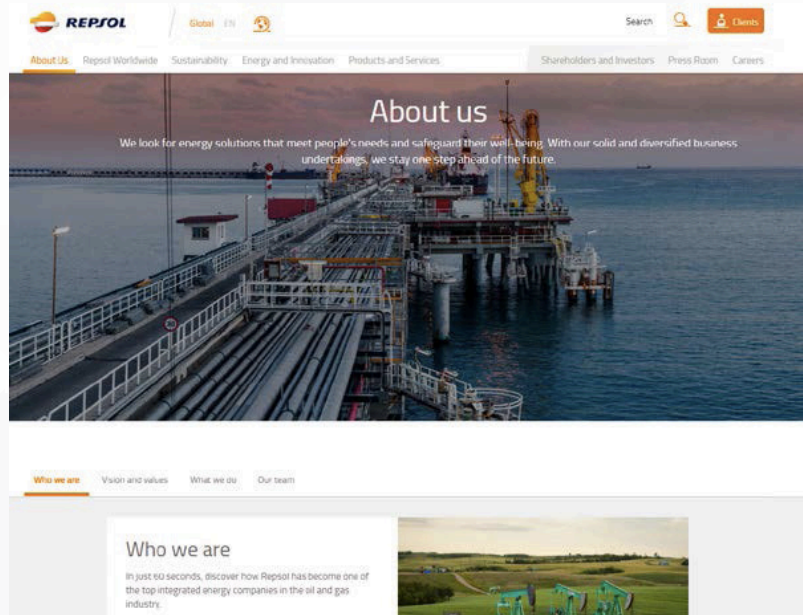 REPSOL
Global EN
Search
Clients
About Us Repsol Worldwide Sustainability Energy and Innovation Products and Services Shareholders and Investors Press Room Careers
About us
We look for energy solutions that meet people's needs and safeguard their well-being. With our solid and diversified business
undertakings, we stay one step ahead of the future.
Who we are Vision and values What we do Our team
Who we are
In just 60 seconds, discover how Repsol has become one of
the top integrated energy companies in the oil and gas
industry.